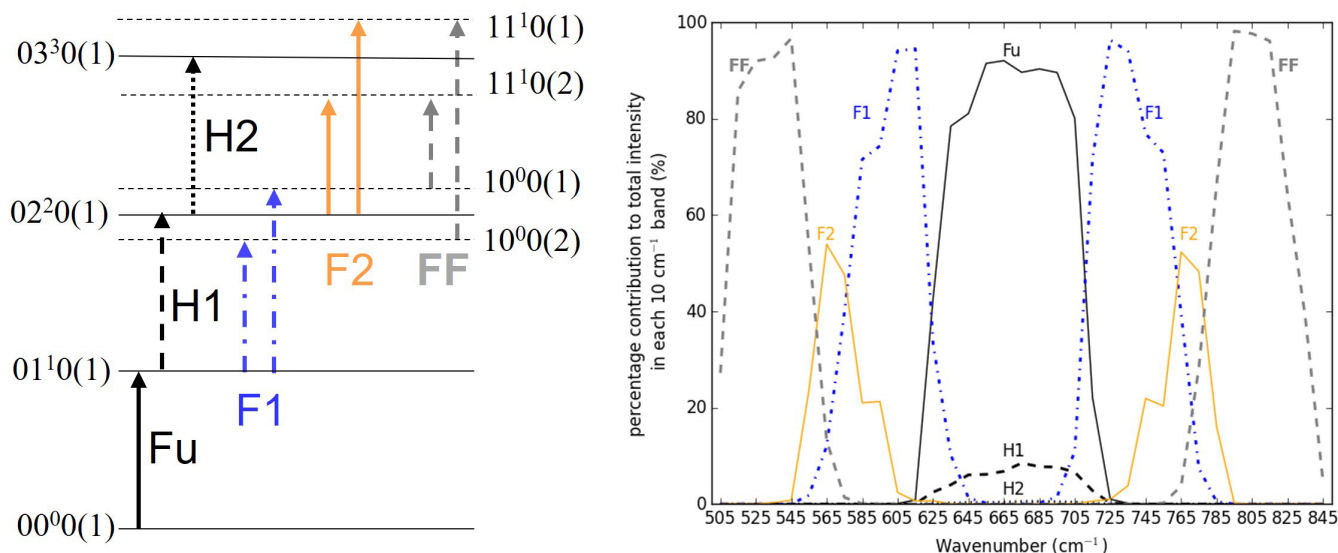 03³0(1)
02²0(1)
01¹0(1)
00⁰0(1)
11¹0(1)
11¹0(2)
10⁰0(1)
10⁰0(2)
H2
H1
Fu
F1
F2
FF
percentage contribution to total intensity
in each 10 cm⁻¹ band (%)
100
80
60
40
20
0
FF
F1
Fu
F1
FF
F2
F2
H1
H2
505 525 545 565 585 605 625 645 665 685 705 725 745 765 785 805 825 845
Wavenumber (cm⁻¹)